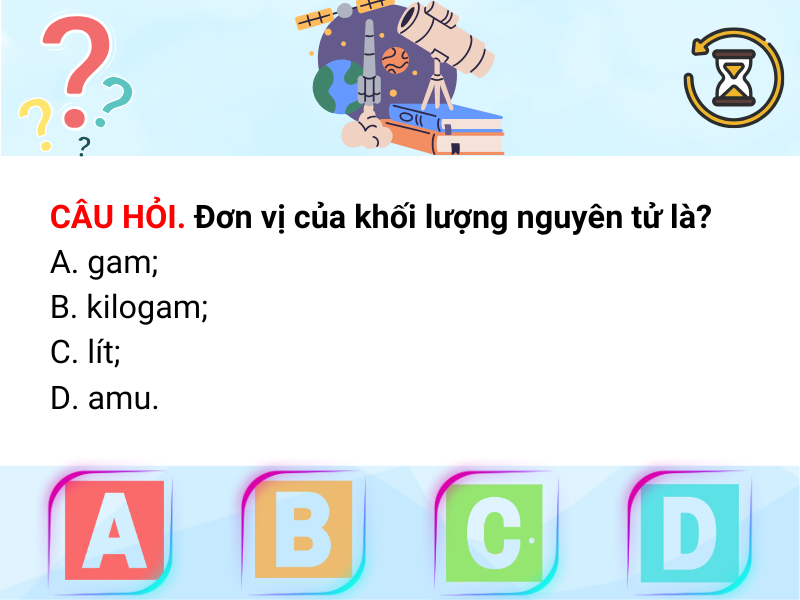 ? ? ? ?
CÂU HỎI. Đơn vị của khối lượng nguyên tử là?
A. gam;
B. kilogam;
C. lít;
D. amu.
A B C D